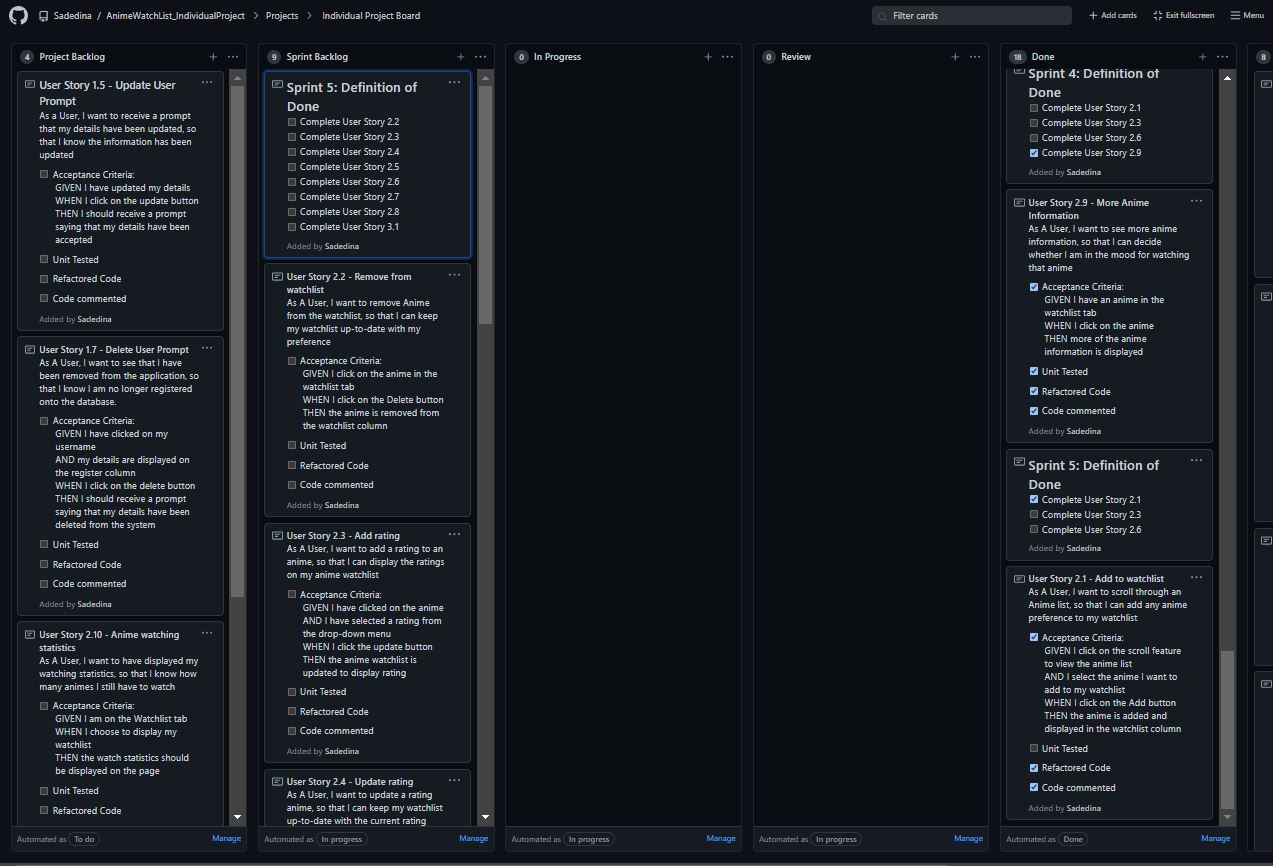 Sadedina / AnimeWatchList_IndividualProject > Projects > Individual Project Board
Filter cards
+ Add cards
Exit fullscreen
Menu
4 Project Backlog
User Story 1.5 - Update User
Prompt
As a User, I want to receive a prompt
that my details have been updated, so
that I know the information has been
updated
Acceptance Criteria:
GIVEN I have updated my details
WHEN I click on the update button
THEN I should receive a prompt
saying that my details have been
accepted
Unit Tested
Refactored Code
Code commented
Added by Sadedina
User Story 1.7 - Delete User Prompt
As A User, I want to see that I have
been removed from the application, so
that I know I am no longer registered
onto the database.
Acceptance Criteria:
GIVEN I have clicked on my
username
AND my details are displayed on
the register column
WHEN I click on the delete button
THEN I should receive a prompt
saying that my details have been
deleted from the system
Unit Tested
Refactored Code
Code commented
Added by Sadedina
User Story 2.10 - Anime watching
statistics
As A User, I want to have displayed my
watching statistics, so that I know how
many animes I still have to watch
Acceptance Criteria:
GIVEN I am on the Watchlist tab
WHEN I choose to display my
watchlist
THEN the watch statistics should
be displayed on the page
Unit Tested
Refactored Code
Automated as To do
Manage
9 Sprint Backlog
Sprint 5: Definition of
Done
Complete User Story 2.2
Complete User Story 2.3
Complete User Story 2.4
Complete User Story 2.5
Complete User Story 2.6
Complete User Story 2.7
Complete User Story 2.8
Complete User Story 3.1
Added by Sadedina
User Story 2.2 - Remove from
watchlist
As A User, I want to remove Anime
from the watchlist, so that I can keep
my watchlist up-to-date with my
preference
Acceptance Criteria:
GIVEN I click on the anime in the
watchlist tab
WHEN I click on the Delete button
THEN the anime is removed from
the watchlist column
Unit Tested
Refactored Code
Code commented
Added by Sadedina
User Story 2.3 - Add rating
As A User, I want to add a rating to an
anime, so that I can display the ratings
on my anime watchlist
Acceptance Criteria:
GIVEN I have clicked on the anime
AND I have selected a rating from
the drop-down menu
WHEN I click the update button
THEN the anime watchlist is
updated to display rating
Unit Tested
Refactored Code
Code commented
Added by Sadedina
User Story 2.4 - Update rating
As A User, I want to update a rating
anime, so that I can keep my watchlist
up-to-date with the current rating
Automated as In progress
Manage
0 In Progress
Automated as In progress
Manage
0 Review
Automated as In progress
Manage
18 Done
Sprint 4: Definition of
Done
Complete User Story 2.1
Complete User Story 2.3
Complete User Story 2.6
Complete User Story 2.9
Added by Sadedina
User Story 2.9 - More Anime
Information
As A User, I want to see more anime
information, so that I can decide
whether I am in the mood for watching
that anime
Acceptance Criteria:
GIVEN I have an anime in the
watchlist tab
WHEN I click on the anime
THEN more of the anime
information is displayed
Unit Tested
Refactored Code
Code commented
Added by Sadedina
Sprint 5: Definition of
Done
Complete User Story 2.1
Complete User Story 2.3
Complete User Story 2.6
Added by Sadedina
User Story 2.1 - Add to watchlist
As A User, I want to scroll through an
Anime list, so that I can add any anime
preference to my watchlist
Acceptance Criteria:
GIVEN I click on the scroll feature
to view the anime list
AND I select the anime I want to
add to my watchlist
WHEN I click on the Add button
THEN the anime is added and
displayed in the watchlist column
Unit Tested
Refactored Code
Code commented
Added by Sadedina
Automated as Done
Manage
8